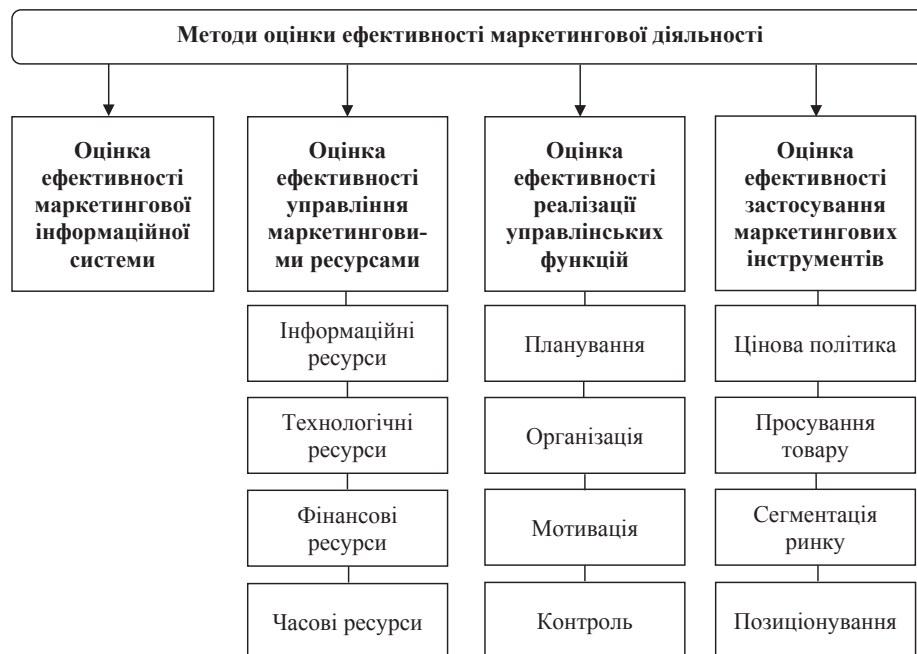 Методи оцінки ефективності маркетингової діяльності
Оцінка
ефективності
маркетингової
інформаційної
системи
Оцінка
ефективності
управління
маркетингови-
ми ресурсами
Інформаційні
ресурси
Технологічні
ресурси
Фінансові
ресурси
Часові ресурси
Оцінка
ефективності
реалізації
управлінських
функцій
Планування
Організація
Мотивація
Контроль
Оцінка
ефективності
застосування
маркетингових
інструментів
Цінова політика
Просування
товару
Сегментація
ринку
Позиціонування